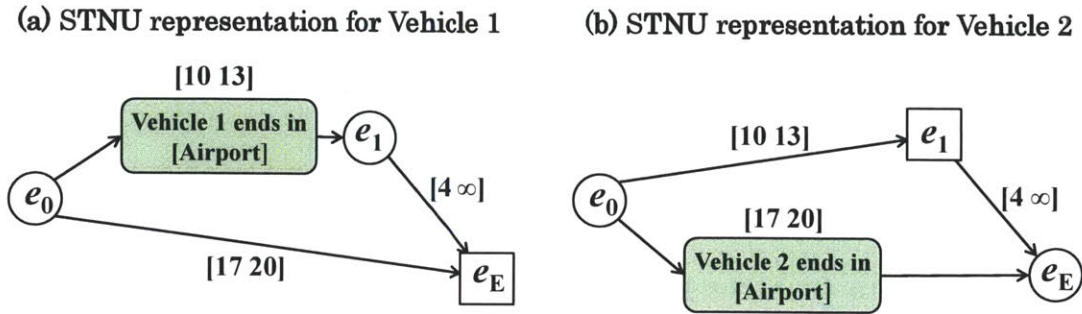 (a) STNU representation for Vehicle 1
(b) STNU representation for Vehicle 2
[10 13]
Vehicle 1 ends in
[Airport]
e1
e0
[4 ∞]
[17 20]
eE
e1
[10 13]
e0
[4 ∞]
[17 20]
Vehicle 2 ends in
[Airport]
eE